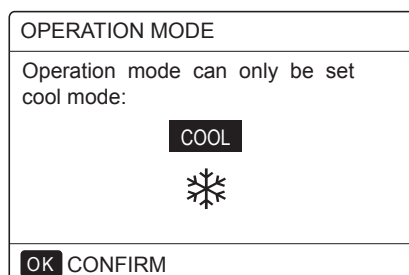 OPERATION MODE
Operation mode can only be set
cool mode:
COOL
OK CONFIRM